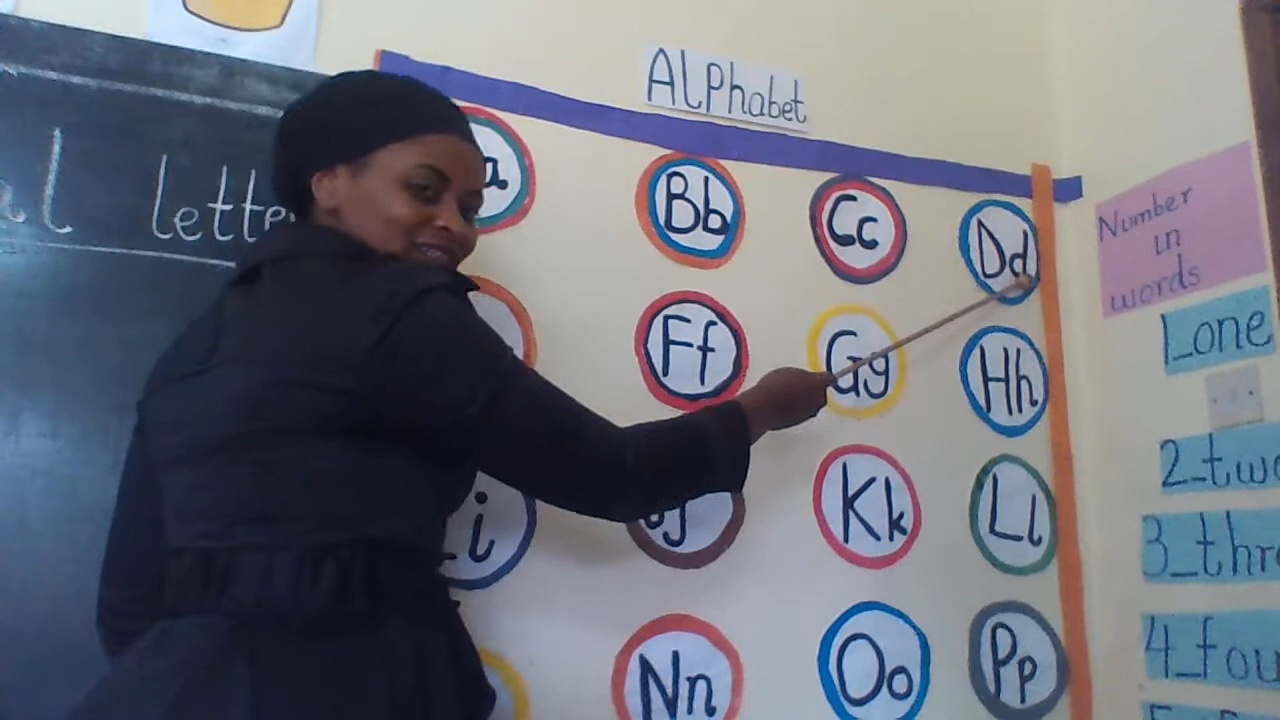 letter
AlPhabet
a
Bb
Cc
Dd
Ff
Gg
Hh
i
Kk
Ll
Nn
Oo
Pp
Number
in
words
1_one
2_two
3_thr
4_fou